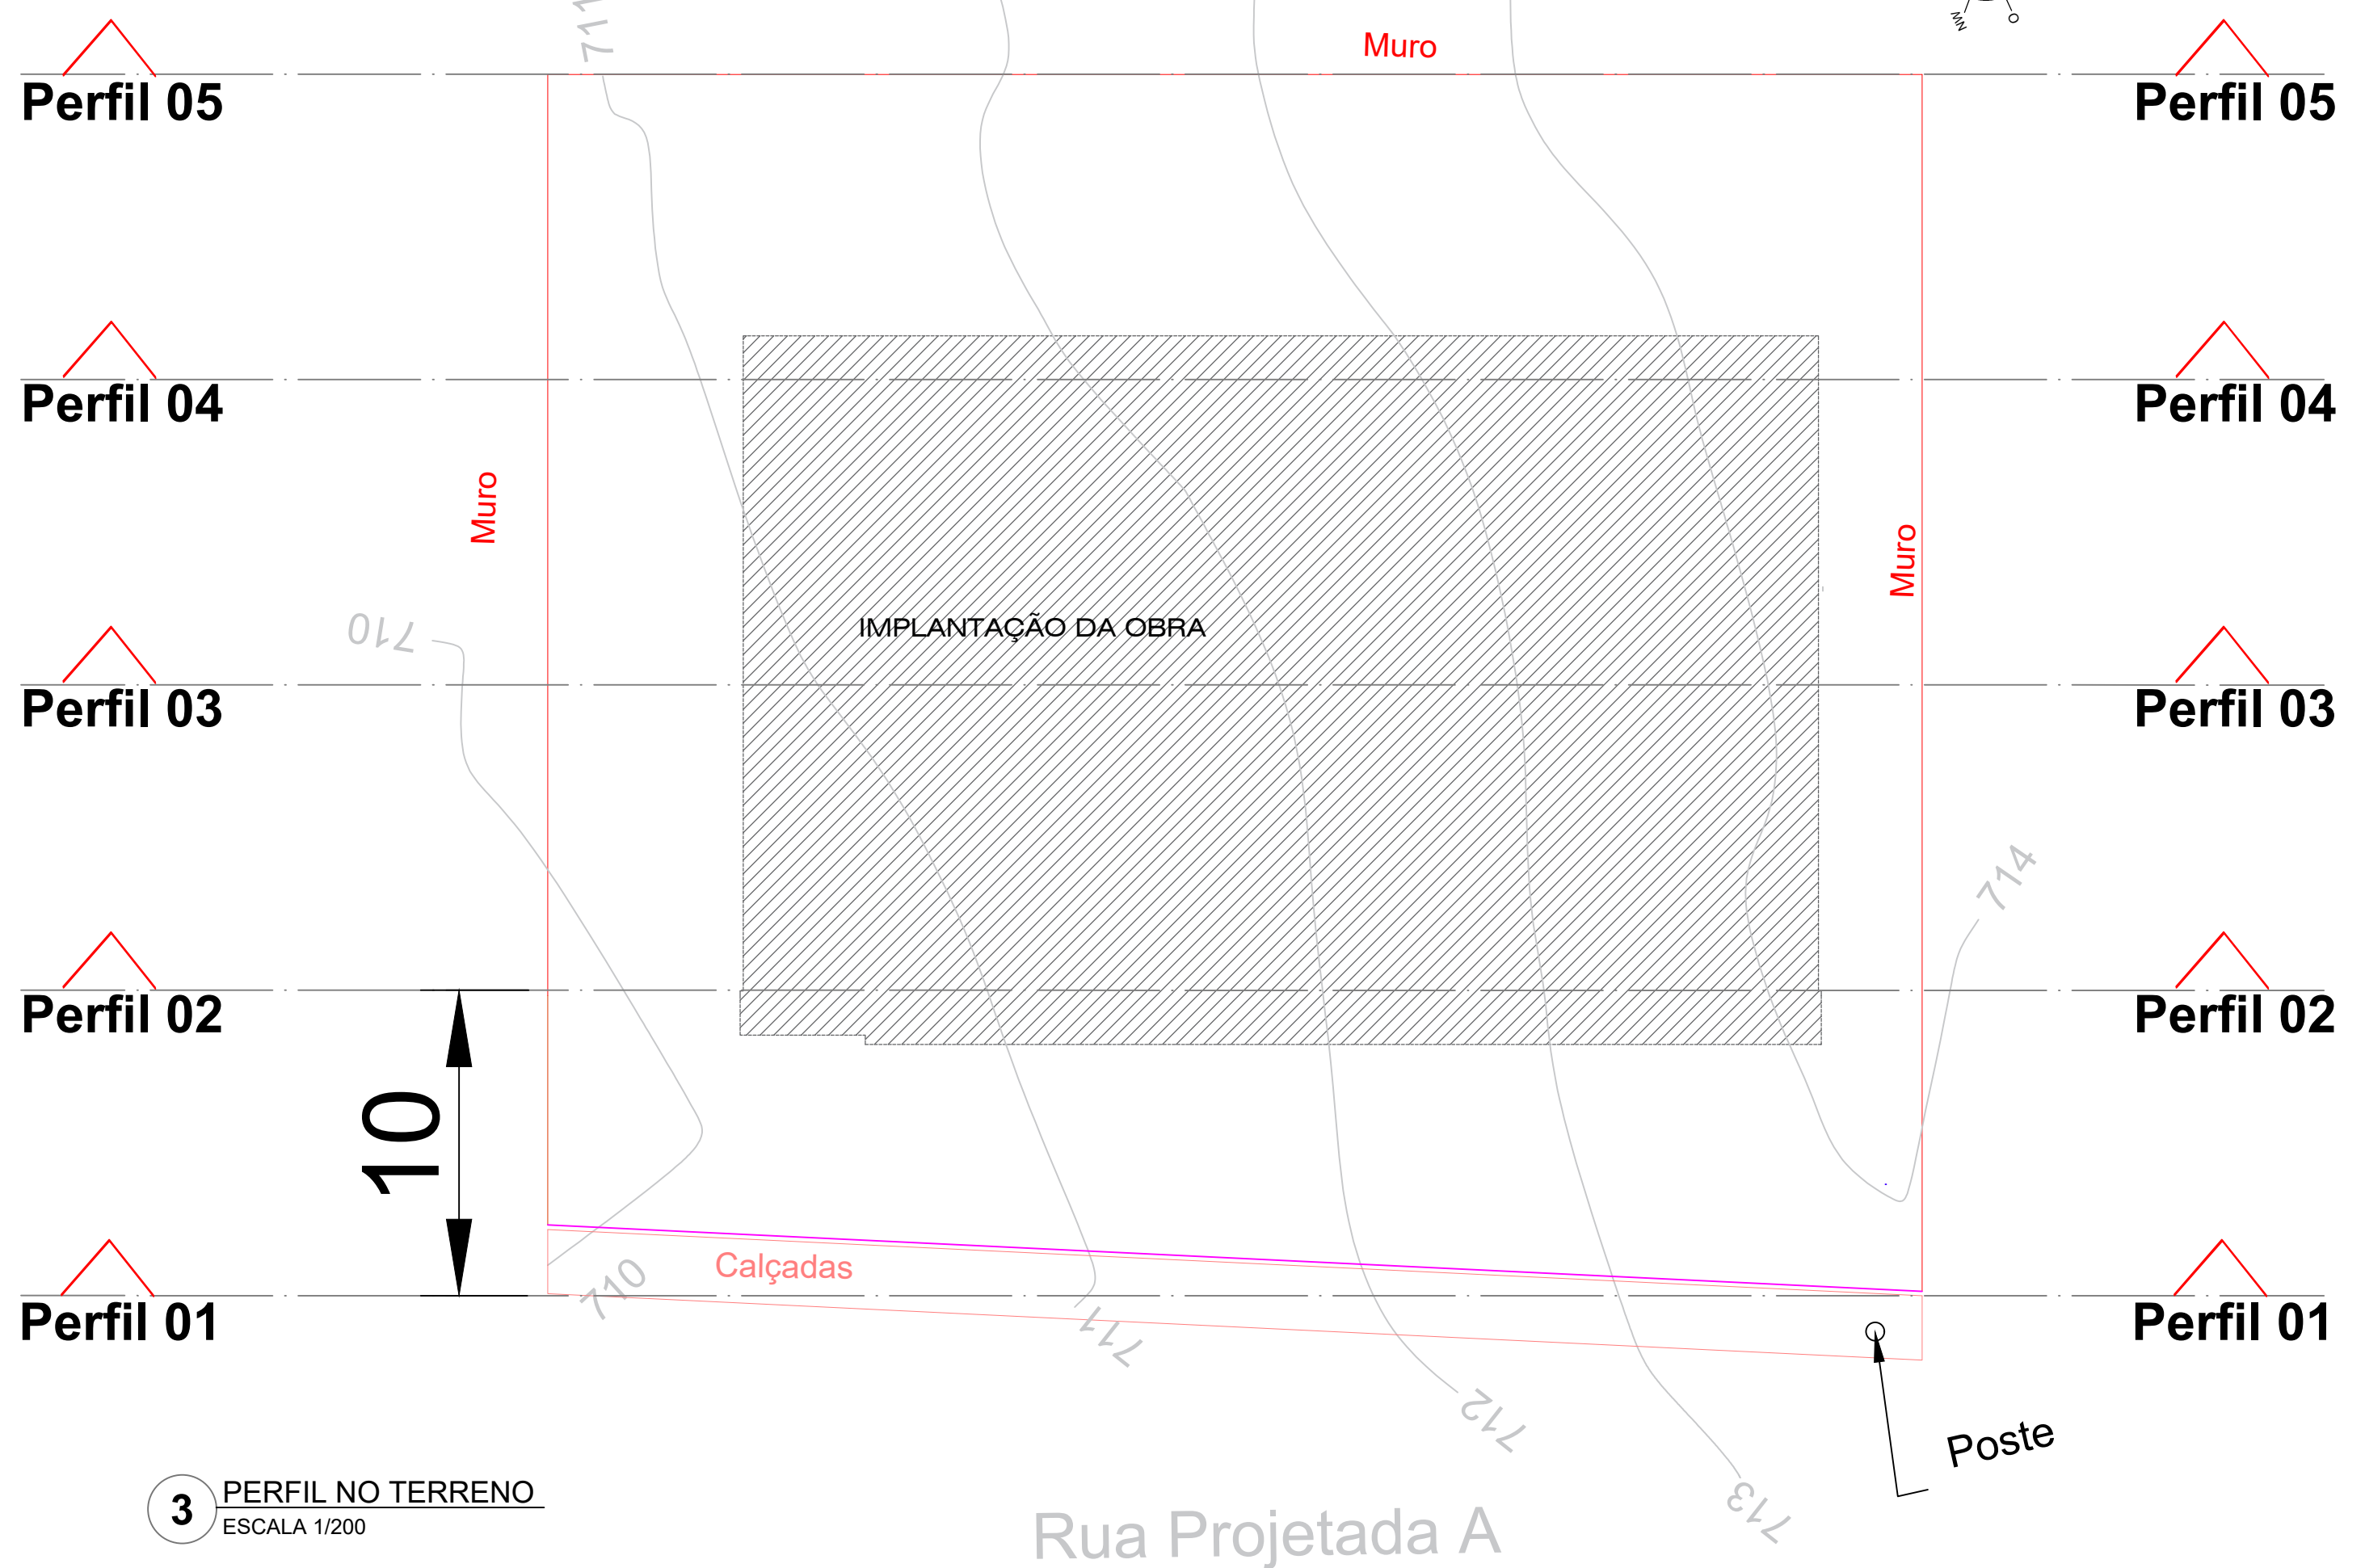 711
Muro
NW
O
Perfil 05
Perfil 05
Perfil 04
Perfil 04
Muro
Muro
IMPLANTAÇÃO DA OBRA
710
Perfil 03
Perfil 03
714
Perfil 02
Perfil 02
10
Calçadas
710
Perfil 01
711
Perfil 01
712
Poste
713
3
PERFIL NO TERRENO
ESCALA 1/200
Rua Projetada A